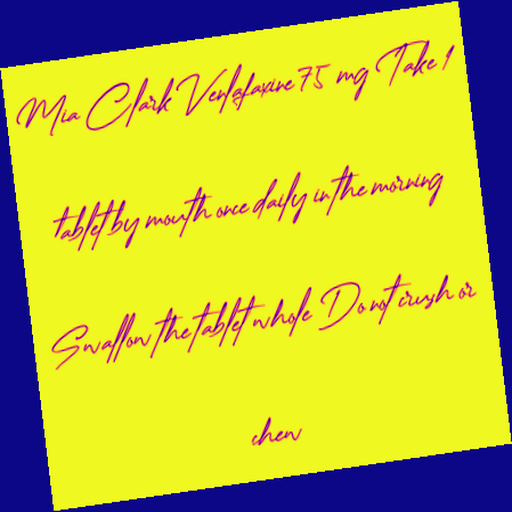 Mia Clark Venlafaxine 75 mg Take 1
tablet by mouth once daily in the morning
Swallow the tablet whole Do not crush or
chew